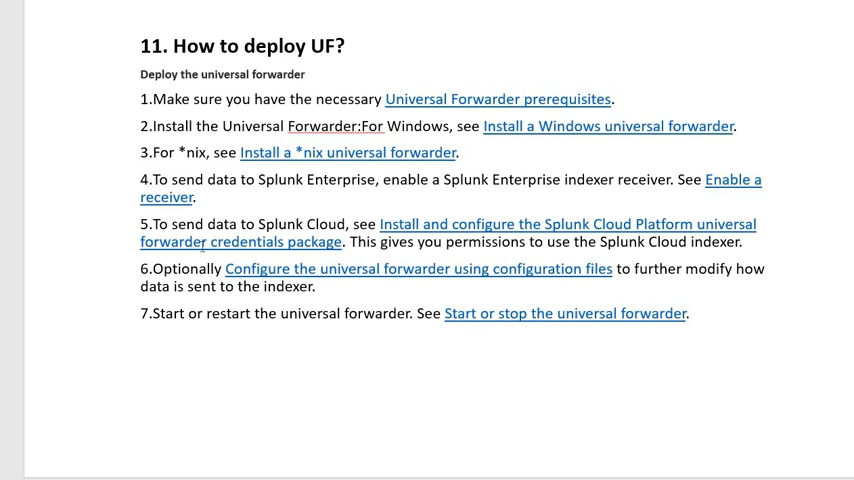 11. How to deploy UF?
Deploy the universal forwarder
1.Make sure you have the necessary Universal Forwarder prerequisites.
2.Install the Universal Forwarder:For Windows, see Install a Windows universal forwarder.
3.For *nix, see Install a *nix universal forwarder.
4.To send data to Splunk Enterprise, enable a Splunk Enterprise indexer receiver. See Enable a
receiver.
5.To send data to Splunk Cloud, see Install and configure the Splunk Cloud Platform universal
forwarder credentials package. This gives you permissions to use the Splunk Cloud indexer.
6.Optionally Configure the universal forwarder using configuration files to further modify how
data is sent to the indexer.
7.Start or restart the universal forwarder. See Start or stop the universal forwarder.